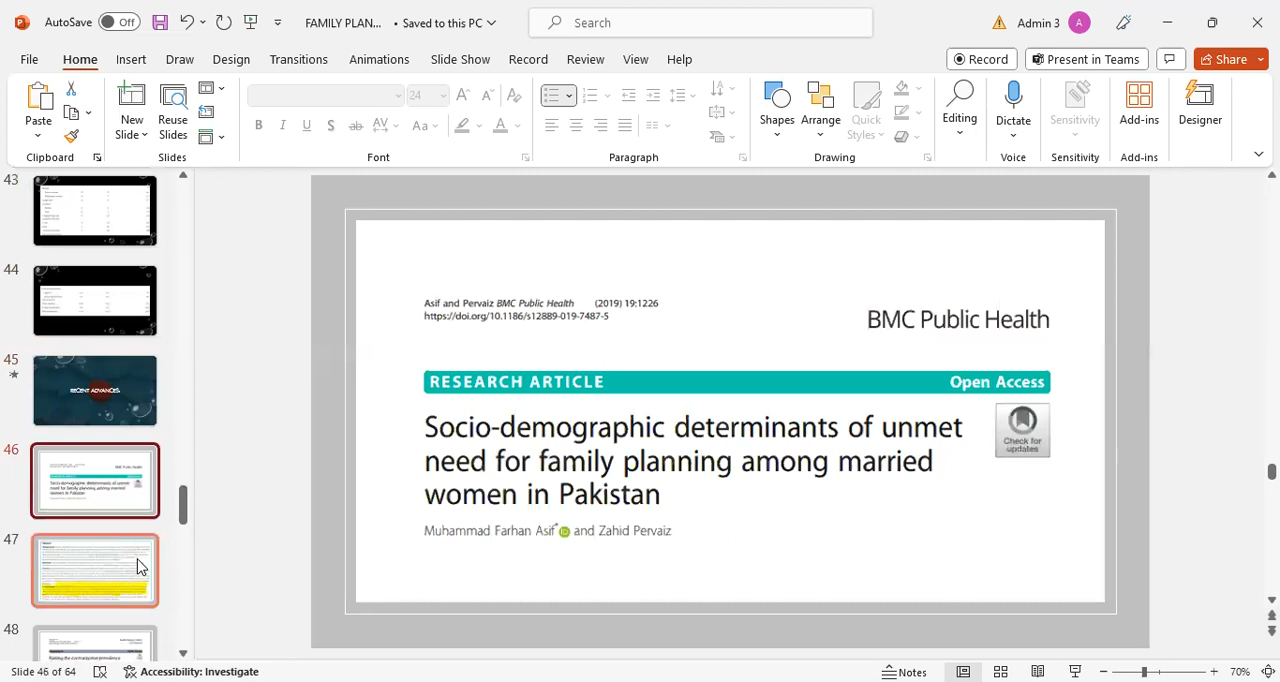 AutoSave Off FAMILY PLAN... • Saved to this PC Search Admin 3 A
File Home Insert Draw Design Transitions Animations Slide Show Record Review View Help Record Present in Teams Share
Paste New Slide Reuse Slides 24 Shapes Arrange Quick Styles Editing Dictate Sensitivity Add-ins Designer
B I U S ab AV Aa A
Clipboard Slides Font Paragraph Drawing Voice Sensitivity Add-ins
43
44
45
RECENT ADVANCES
46
47
48
Asif and Pervaiz BMC Public Health (2019) 19:1226
https://doi.org/10.1186/s12889-019-7487-5
BMC Public Health
RESEARCH ARTICLE Open Access
Socio-demographic determinants of unmet
need for family planning among married
women in Pakistan
Check for
updates
Muhammad Farhan Asif* and Zahid Pervaiz
Slide 46 of 64 Accessibility: Investigate Notes 70%